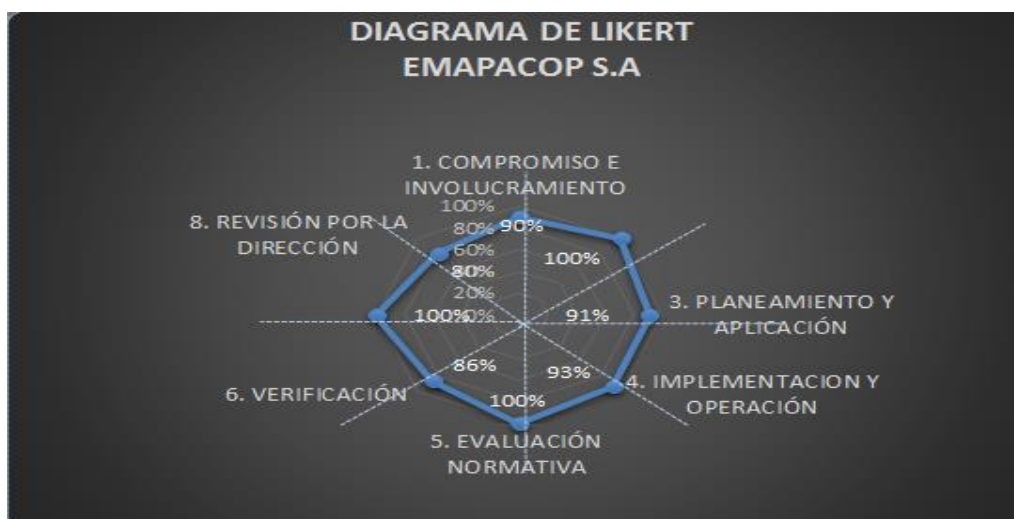 DIAGRAMA DE LIKERT
EMAPACOP S.A
1. COMPROMISO E
INVOLUCRAMIENTO
100%
80%
60%
20%
0%
90%
100%
3. PLANEAMIENTO Y
APLICACIÓN
91%
4. IMPLEMENTACION Y
OPERACIÓN
93%
5. EVALUACIÓN
NORMATIVA
100%
6. VERIFICACIÓN
86%
100%
8. REVISIÓN POR LA
DIRECCIÓN
80%